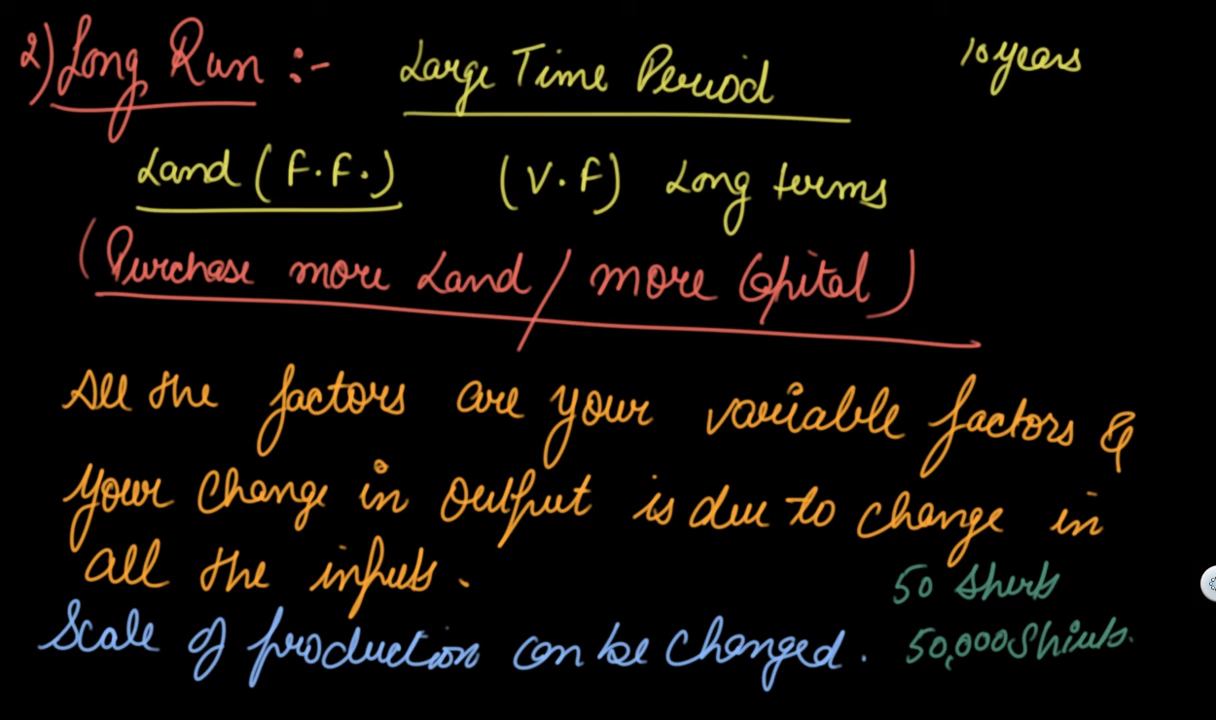 2) Long Run :- Large Time Period 10 years
Land (F.F.) (V.F) Long terms
(Purchase more Land / more Capital)
All the factors are your variable factors &
your change in output is due to change in
all the inputs.
50 Shirts
Scale of production can be changed. 50,000 Shirts.